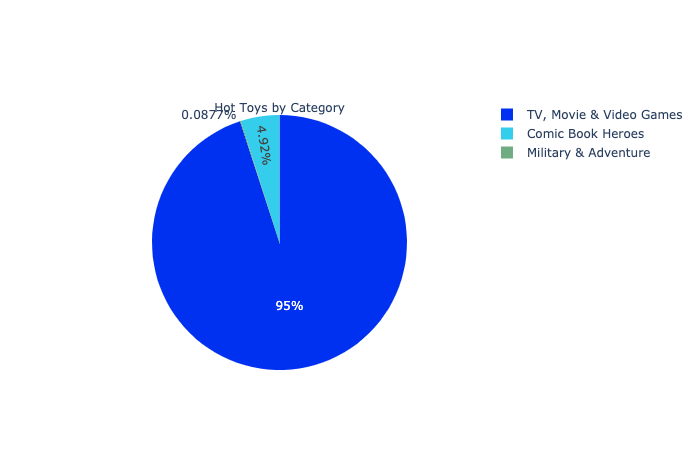 Hot Toys by Category
0.0877%
4.92%
95%
TV, Movie & Video Games
Comic Book Heroes
Military & Adventure